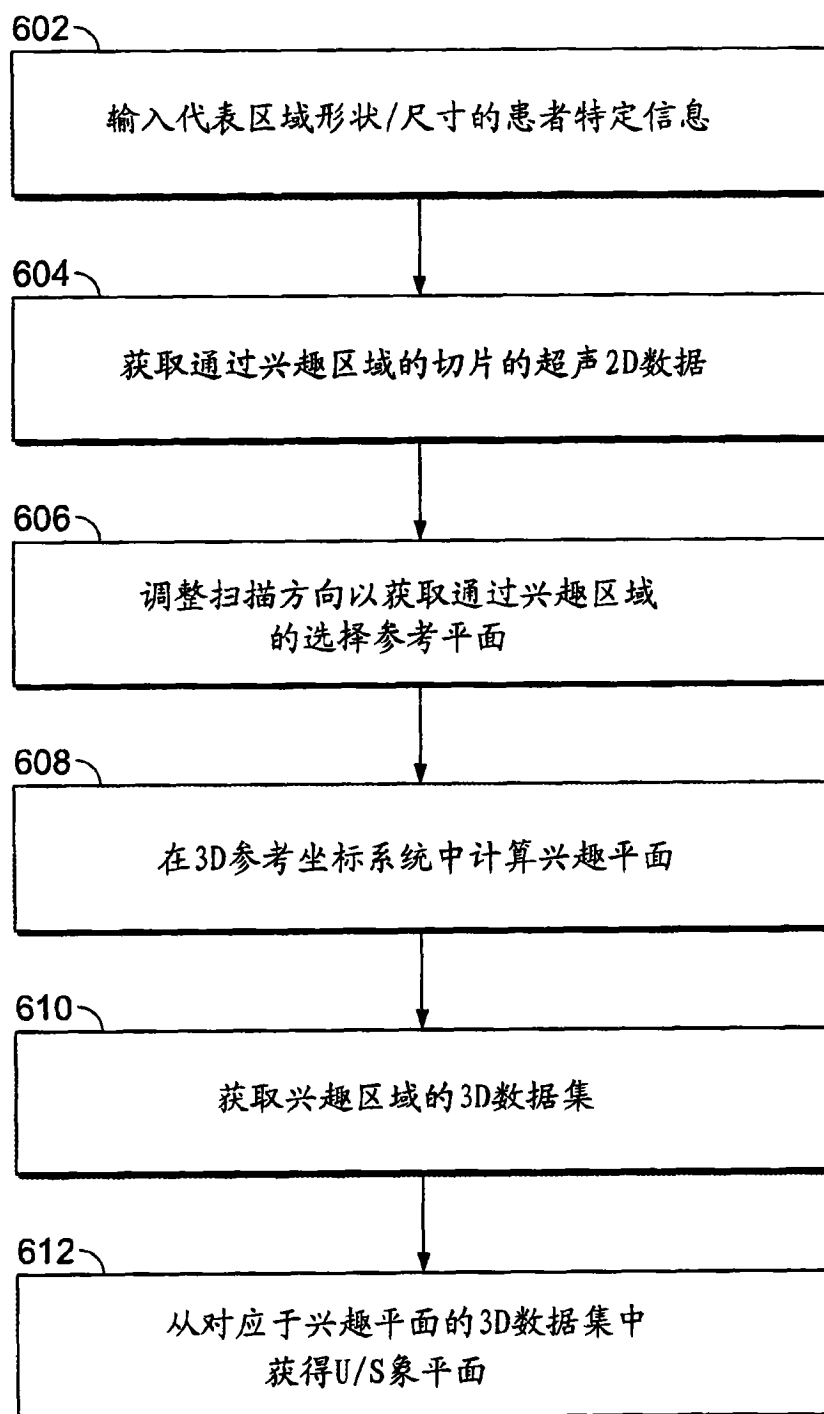 602
输入代表区域形状/尺寸的患者特定信息
604
获取通过兴趣区域的切片的超声2D数据
606
调整扫描方向以获取通过兴趣区域
的选择参考平面
608
在3D参考坐标系统中计算兴趣平面
610
获取兴趣区域的3D数据集
612
从对应于兴趣平面的3D数据集中
获得U/S象平面